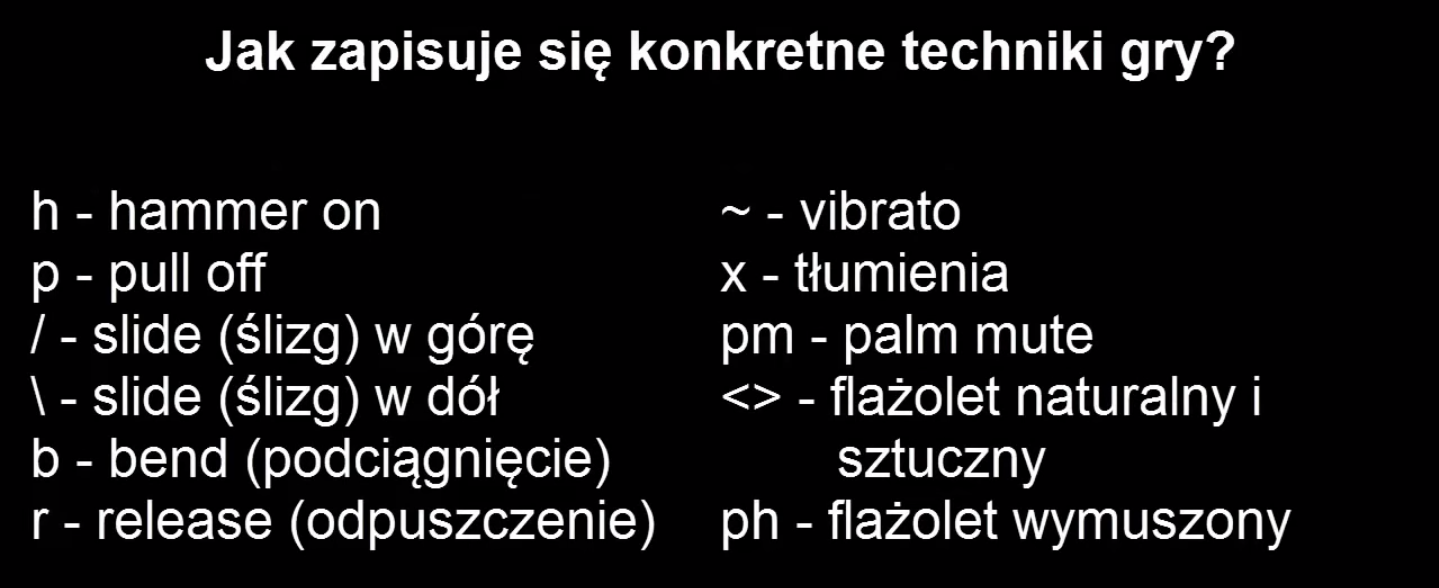 Jak zapisuje się konkretne techniki gry?
h - hammer on
p - pull off
/ - slide (ślizg) w górę
\ - slide (ślizg) w dół
b - bend (podciągnięcie)
r - release (odpuszczenie)
~ - vibrato
x - tłumienia
pm - palm mute
<> - flażolet naturalny i
sztuczny
ph - flażolet wymuszony